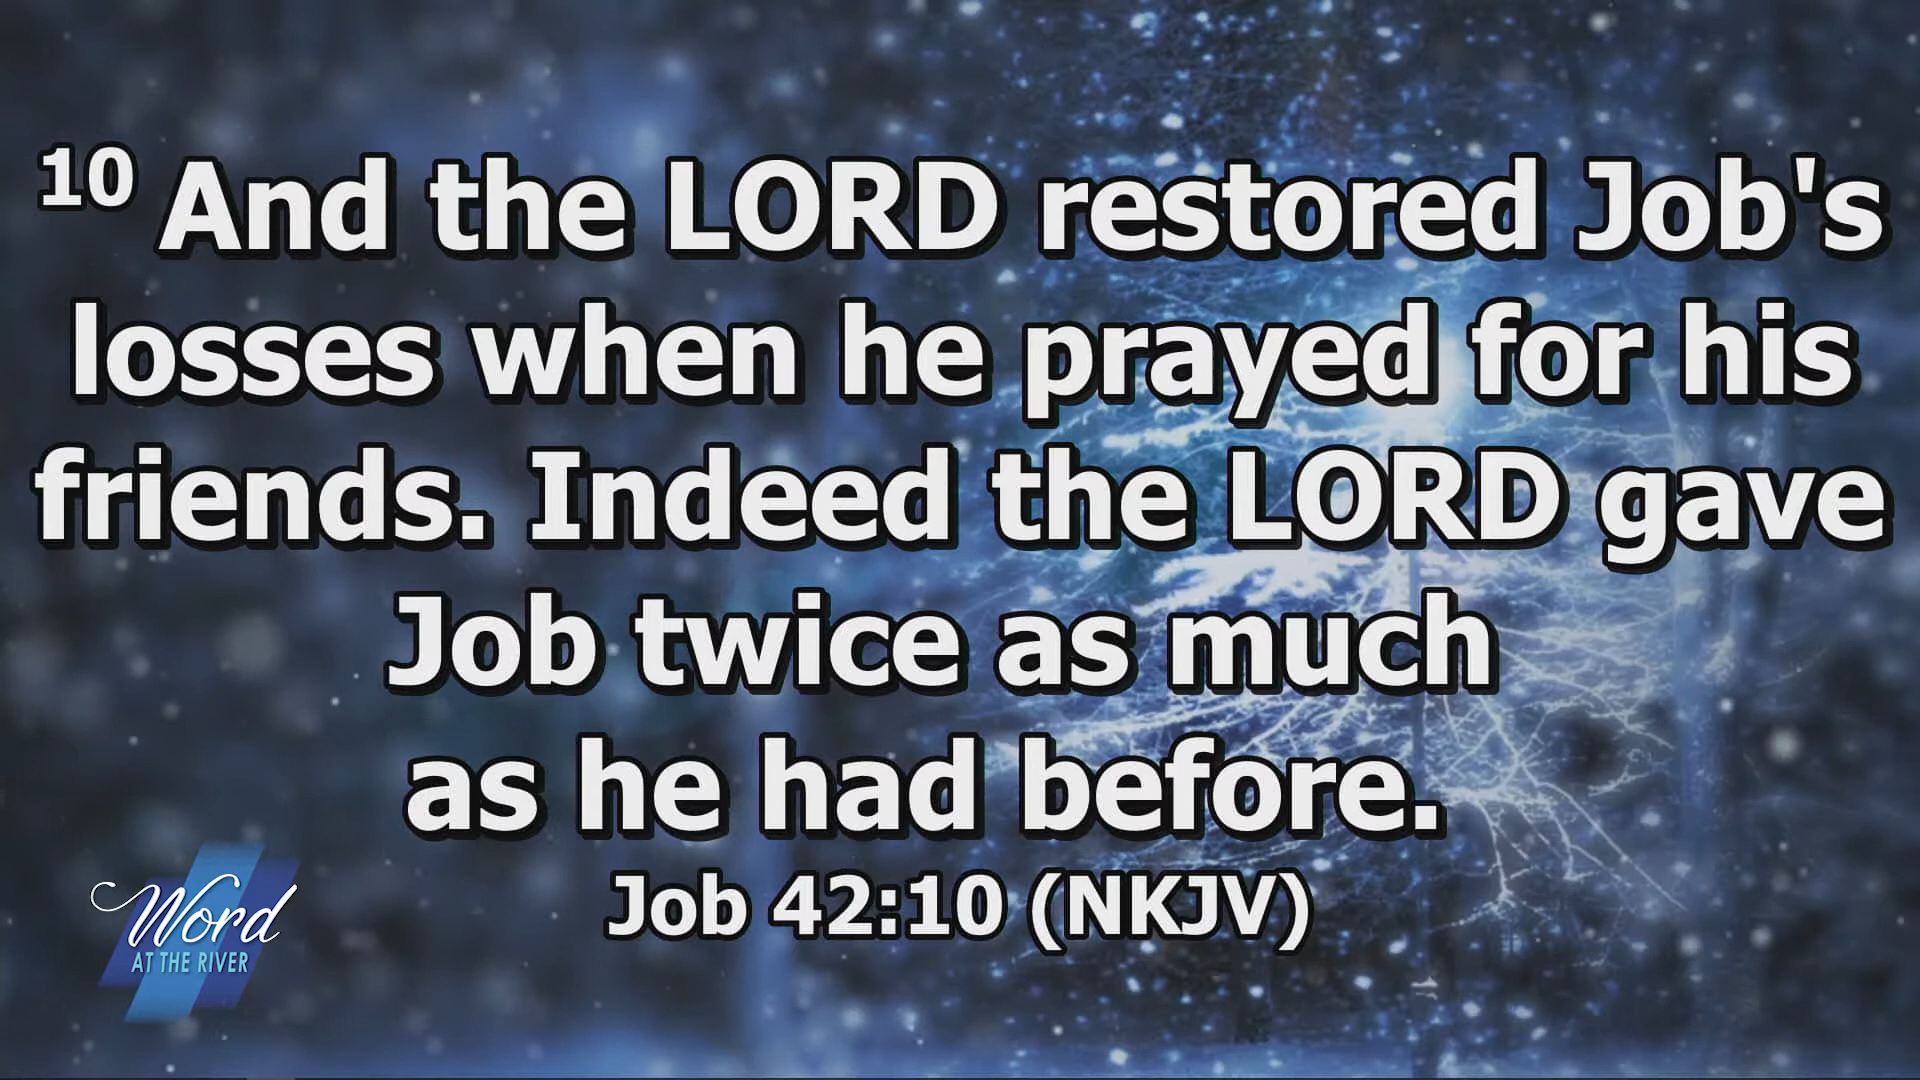 10 And the LORD restored Job's
losses when he prayed for his
friends. Indeed the LORD gave
Job twice as much
as he had before.
Job 42:10 (NKJV)
Word
AT THE RIVER